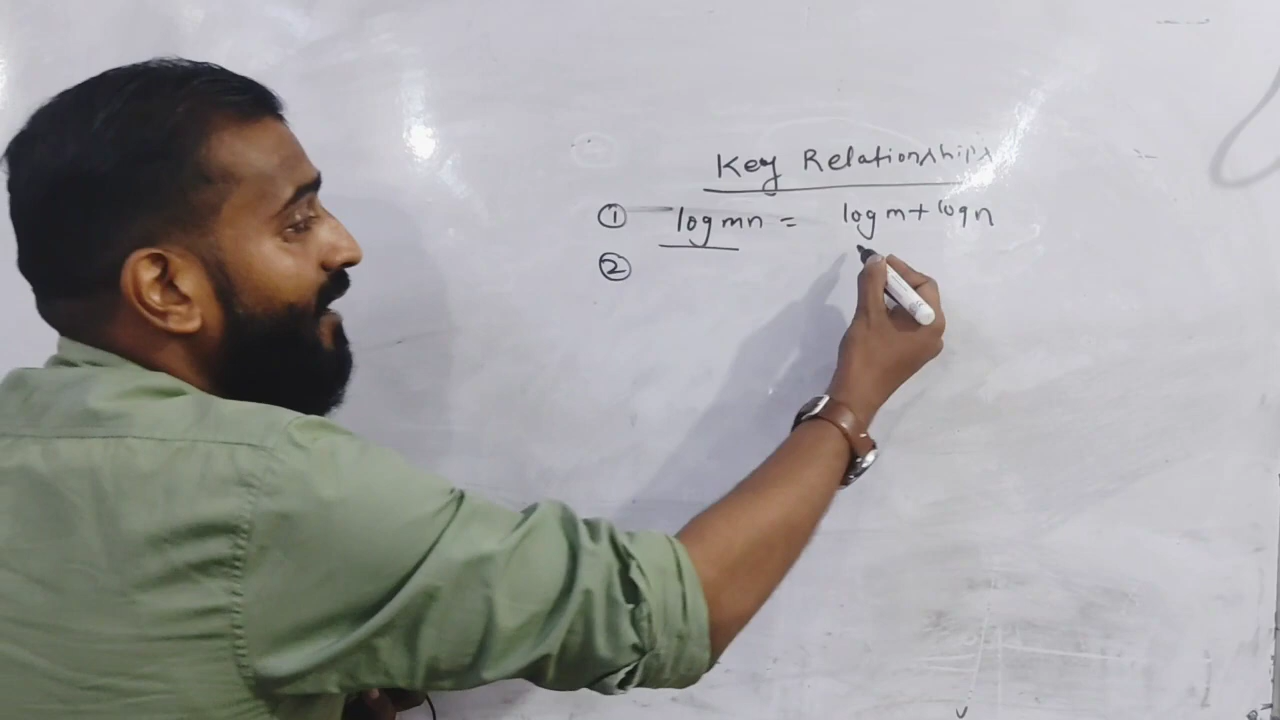 Key Relationships
① log mn = log m + log n
②